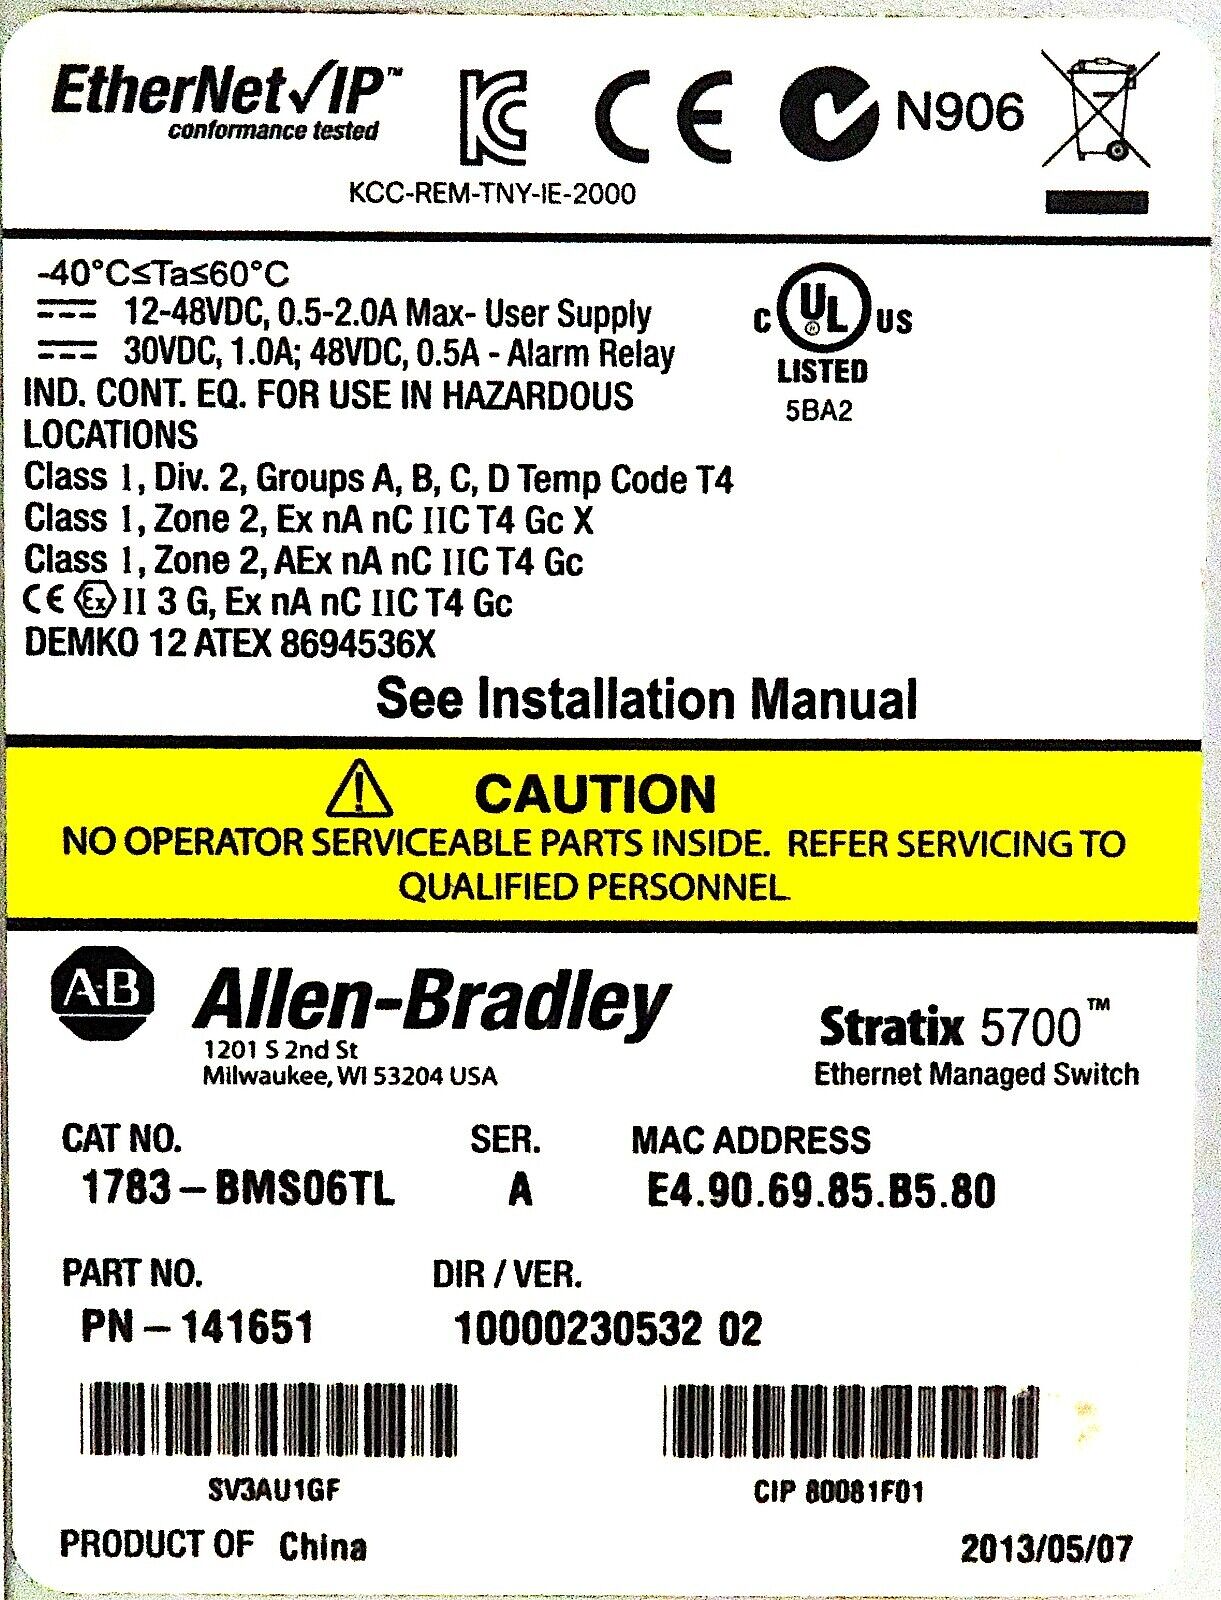 EtherNet/IP™
conformance tested
CE
N906
KCC-REM-TNY-IE-2000
-40°C≤Ta≤60°C
12-48VDC, 0.5-2.0A Max- User Supply
30VDC, 1.0A; 48VDC, 0.5A - Alarm Relay
C UL US
LISTED
5BA2
IND. CONT. EQ. FOR USE IN HAZARDOUS
LOCATIONS
Class 1, Div. 2, Groups A, B, C, D Temp Code T4
Class 1, Zone 2, Ex nA nC IIC T4 Gc X
Class 1, Zone 2, AEx nA nC IIC T4 Gc
CE Ex II 3 G, Ex nA nC IIC T4 Gc
DEMKO 12 ATEX 8694536X
See Installation Manual
CAUTION
NO OPERATOR SERVICEABLE PARTS INSIDE. REFER SERVICING TO
QUALIFIED PERSONNEL
A-B Allen-Bradley
1201 S 2nd St
Milwaukee, WI 53204 USA
Stratix 5700™
Ethernet Managed Switch
CAT NO. SER. MAC ADDRESS
1783-BMS06TL A E4.90.69.85.B5.80
PART NO. DIR / VER.
PN-141651 10000230532 02
SV3AU1GF CIP 80081F01
PRODUCT OF China 2013/05/07